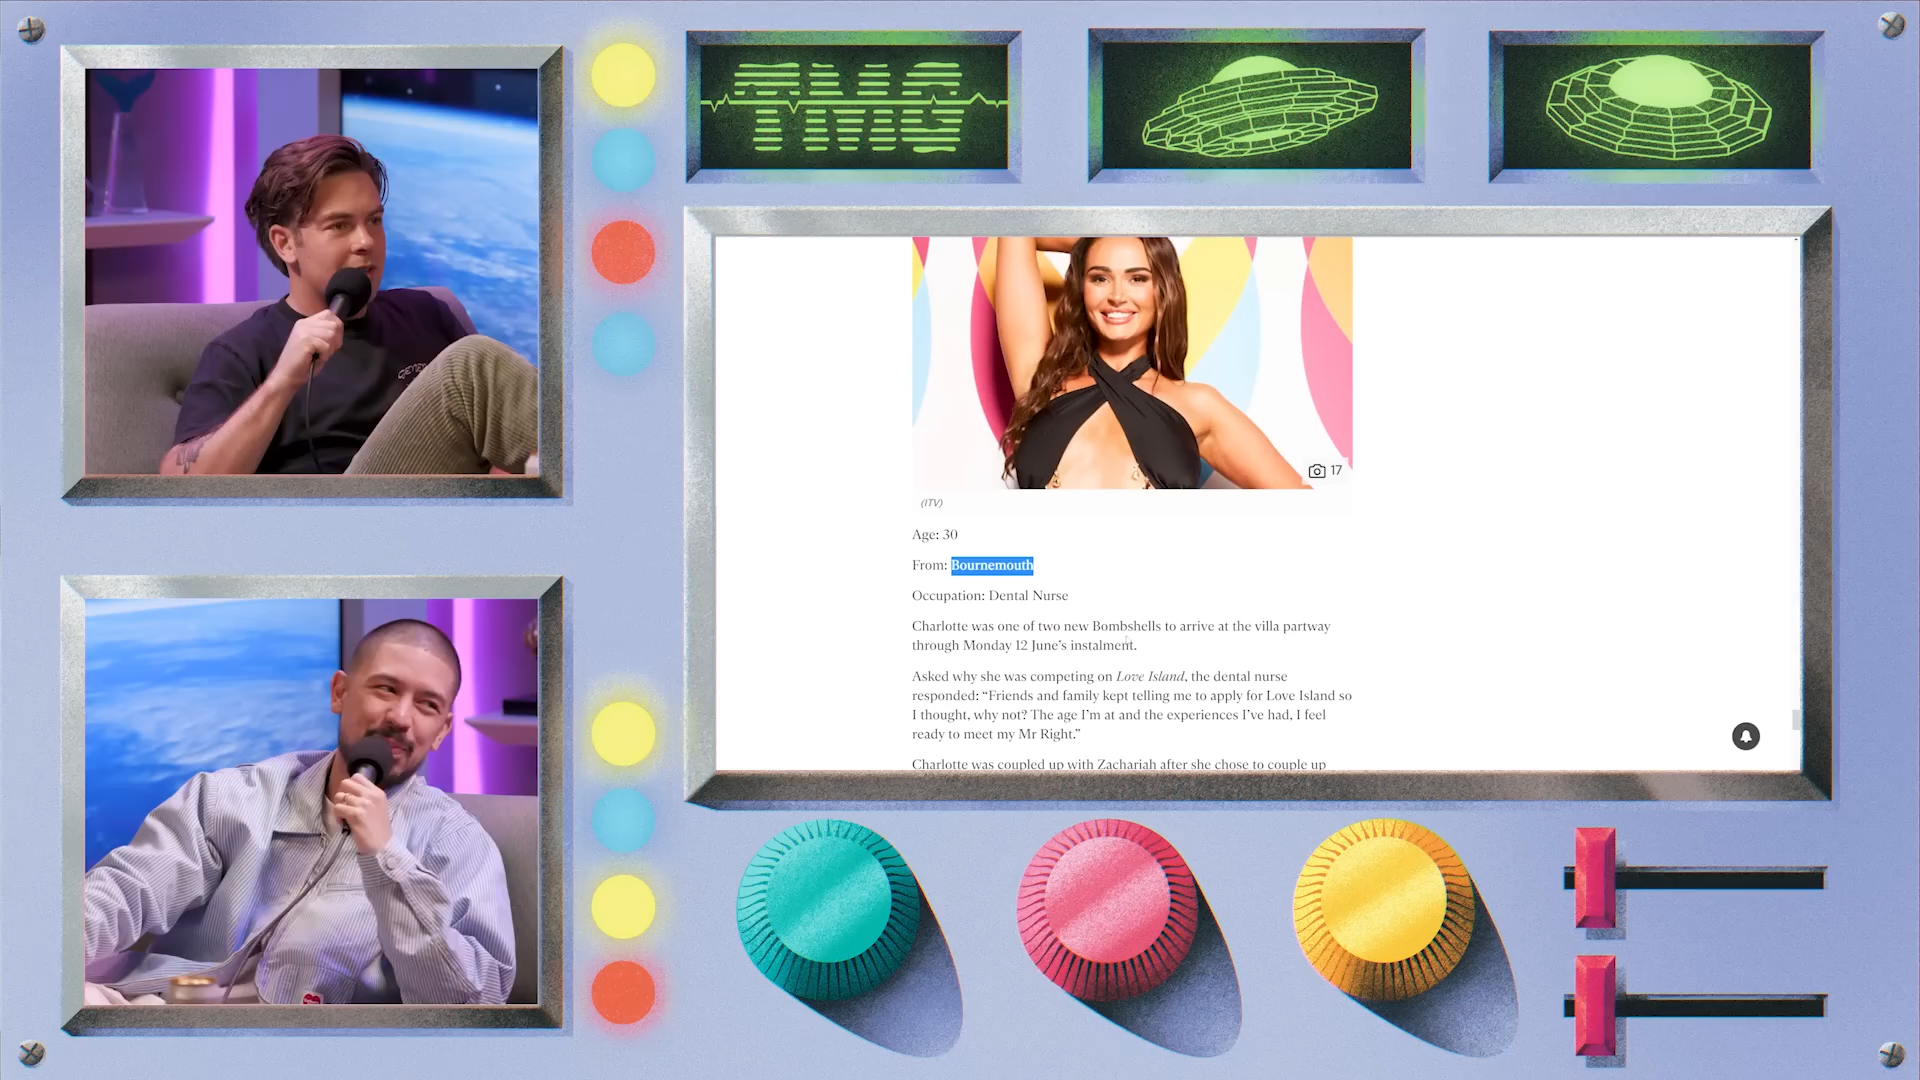 TMG
17
(ITV)
Age: 30
From: Bournemouth
Occupation: Dental Nurse
Charlotte was one of two new Bombshells to arrive at the villa partway
through Monday 12 June's instalment.
Asked why she was competing on Love Island, the dental nurse
responded: “Friends and family kept telling me to apply for Love Island so
I thought, why not? The age I’m at and the experiences I’ve had, I feel
ready to meet my Mr Right.”
Charlotte was coupled up with Zachariah after she chose to couple up